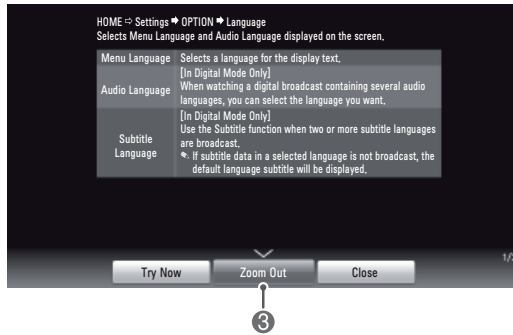 HOME ⇨ Settings ➡ OPTION ➡ Language
Selects Menu Language and Audio Language displayed on the screen.
Menu Language Selects a language for the display text.
Audio Language
[In Digital Mode Only]
When watching a digital broadcast containing several audio
languages, you can select the language you want.
Subtitle
Language
[In Digital Mode Only]
Use the Subtitle function when two or more subtitle languages
are broadcast.
If subtitle data in a selected language is not broadcast, the
default language subtitle will be displayed.
Try Now Zoom Out Close
3